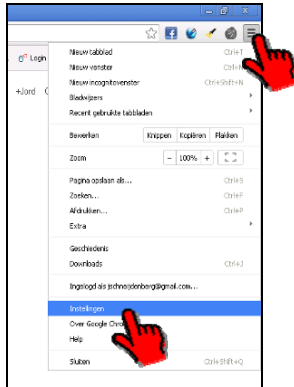 Login
+Jord
Nieuw tabblad Ctrl+T
Nieuw venster
Nieuw incognitovenster Ctrl+Shift+N
Bladwijzers
Recent gebruikte tabbladen
Bewerken Knippen Kopiëren Plakken
Zoom - 100% +
Pagina opslaan als... Ctrl+S
Zoeken... Ctrl+F
Afdrukken... Ctrl+P
Extra
Geschiedenis
Downloads Ctrl+J
Ingelogd als jschneijdenberg@gmail.com...
Instellingen
Over Google Chro
Help
Sluiten Ctrl+Shift+Q